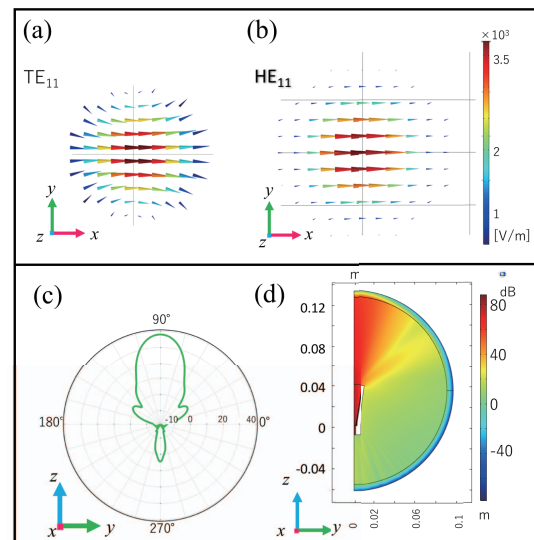 (a)
TE11
y
z
x
(b)
HE11
y
z
x
×10³
3.5
2
1
[V/m]
(c)
90°
180°
-10 0 20 40
0°
270°
z
x
y
(d)
m
0.12
0.08
0.04
0
-0.04
0
0.02
0.06
0.1
m
z
x
y
dB
80
40
0
-40